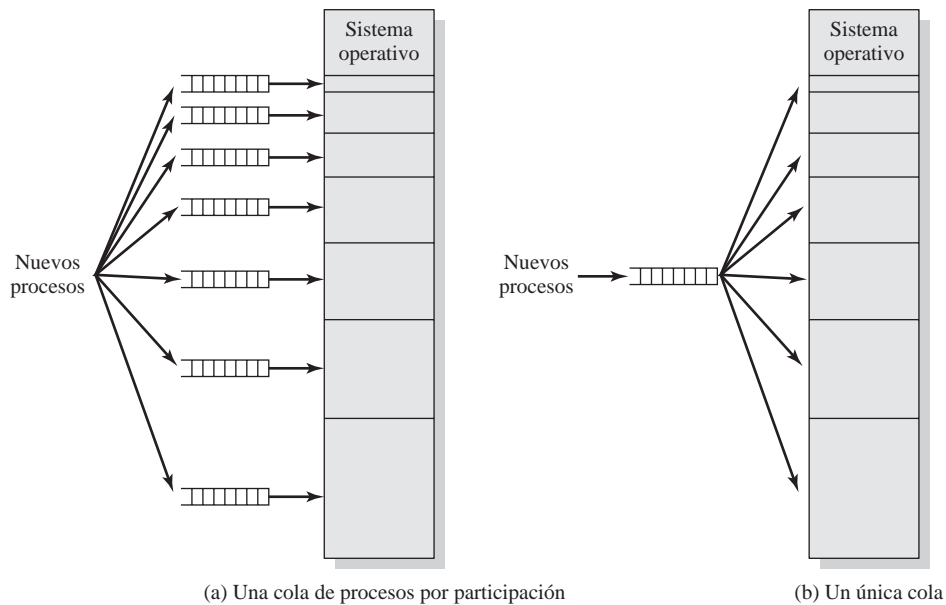 Sistema
operativo
Nuevos
procesos
(a) Una cola de procesos por participación
Sistema
operativo
Nuevos
procesos
(b) Un única cola